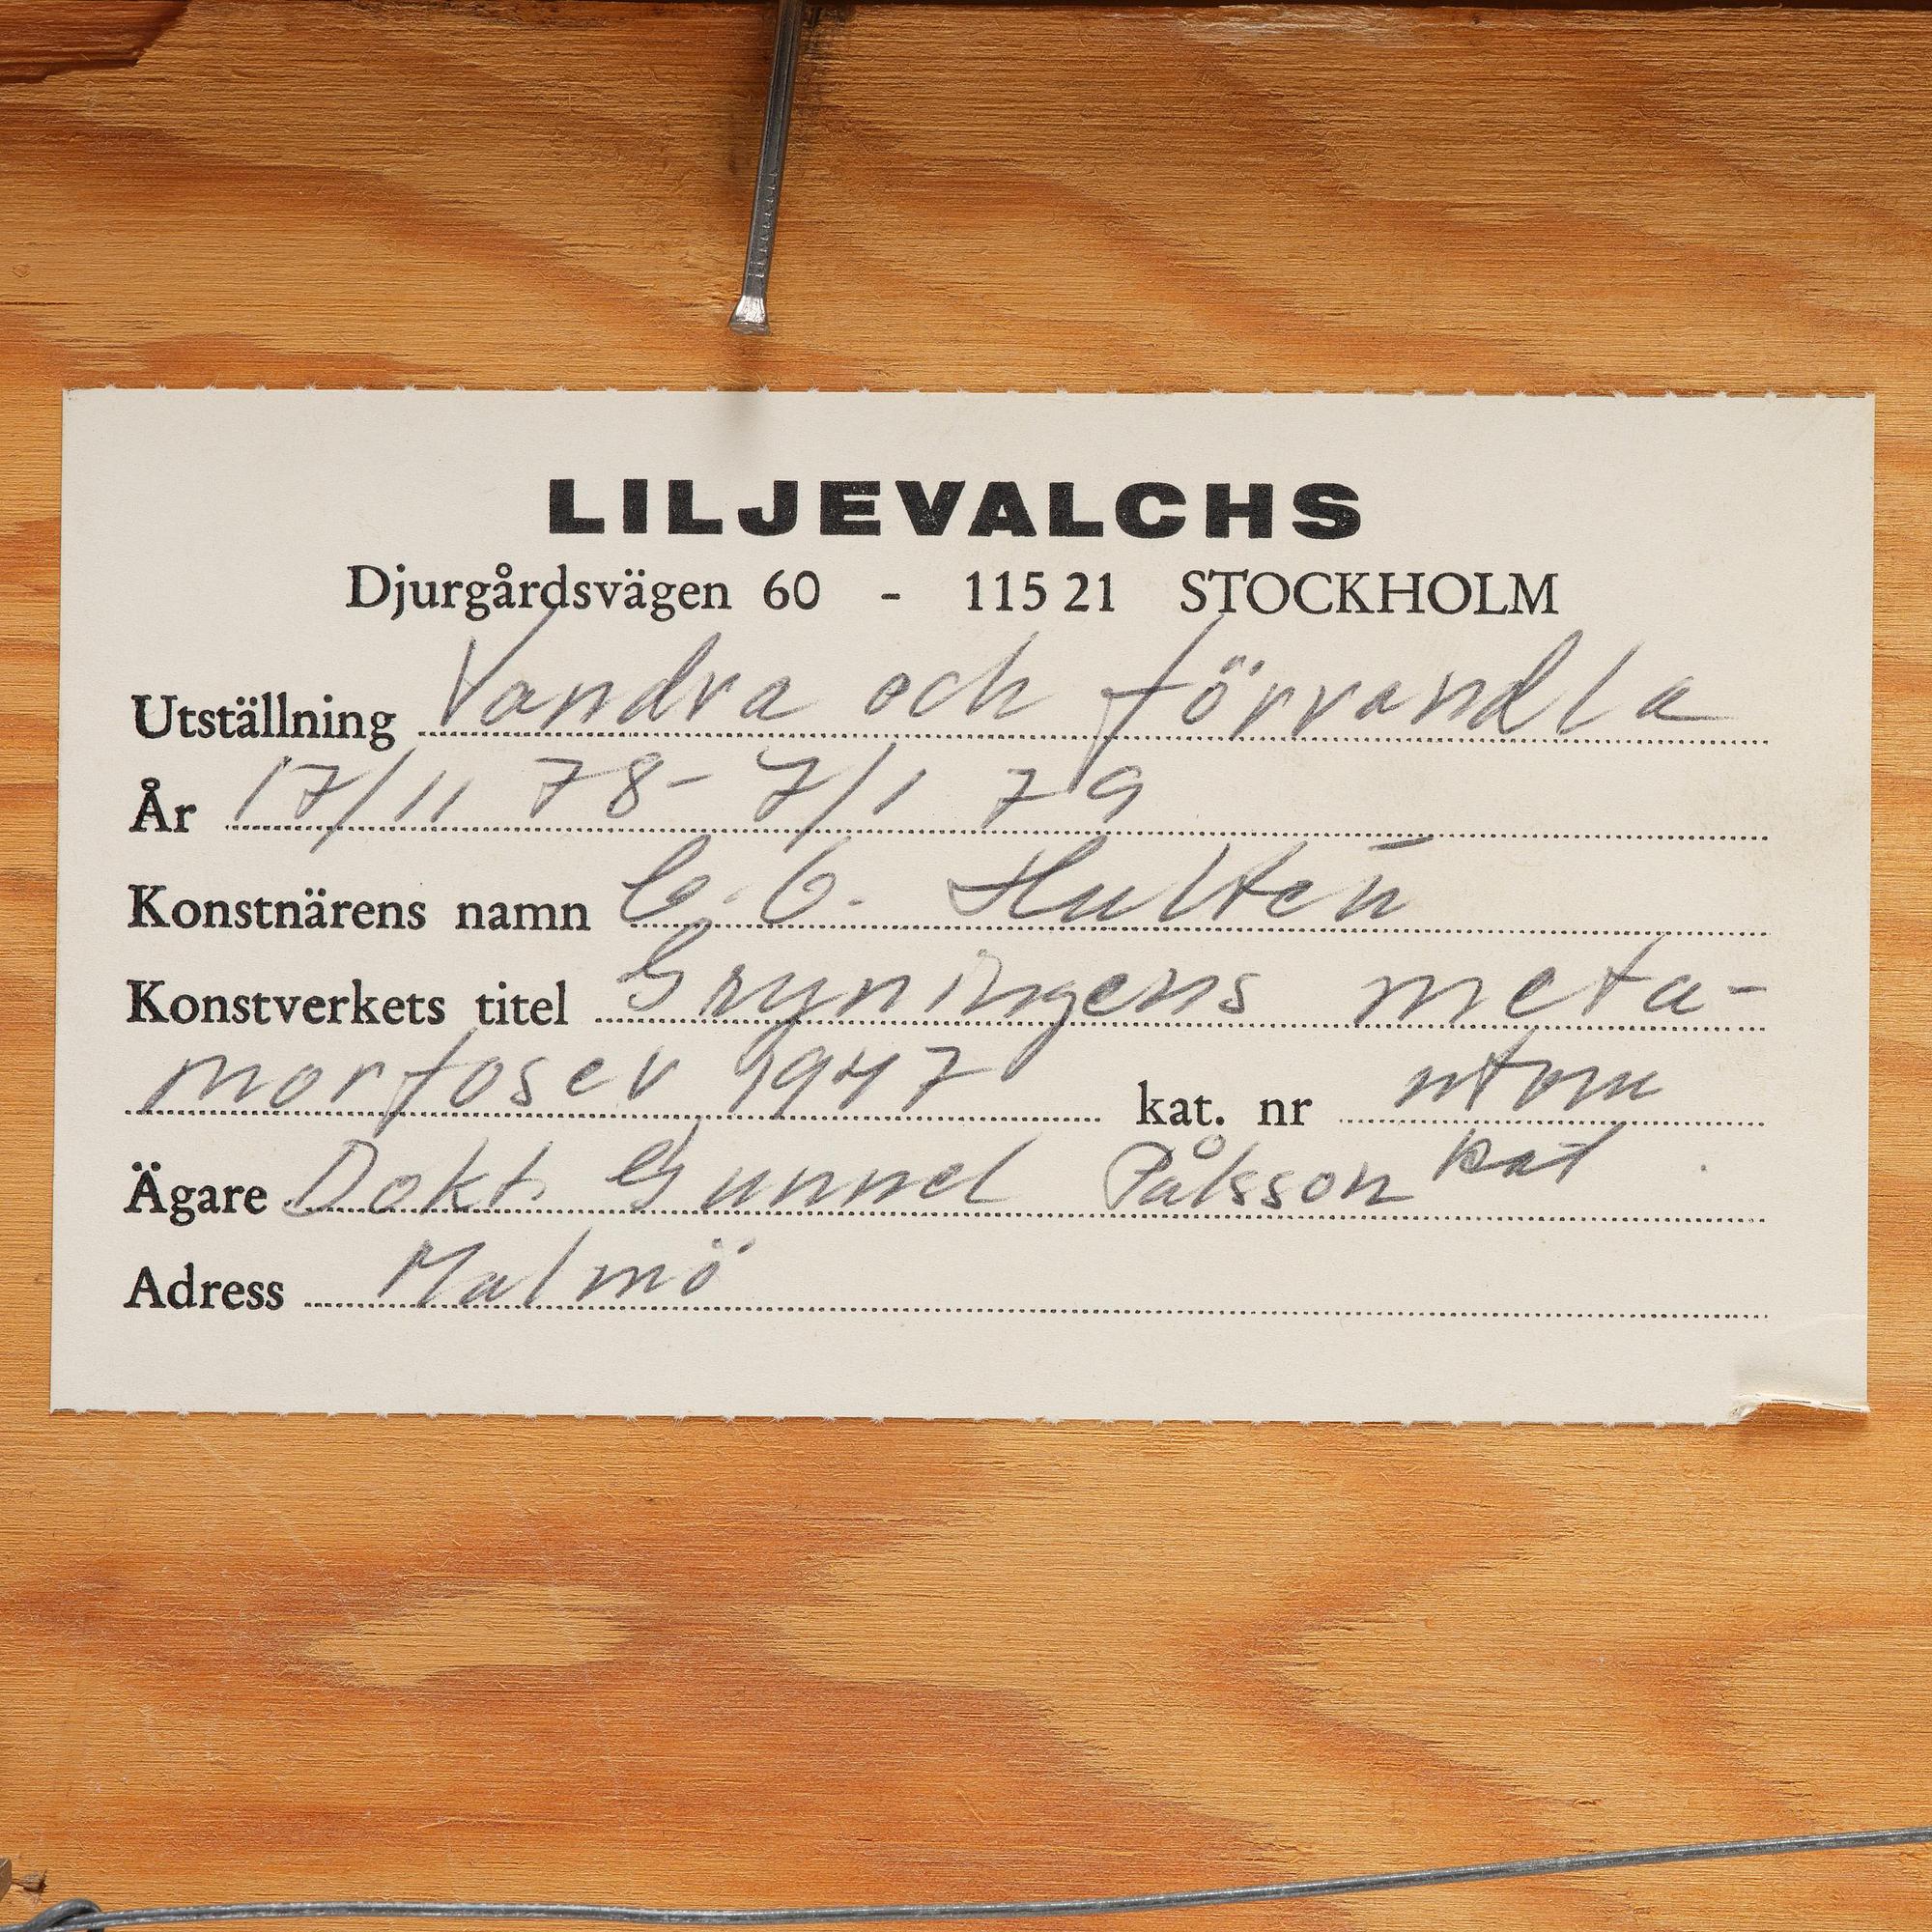 LILJEVALCHS
Djurgårdsvägen 60 - 115 21 STOCKHOLM
Utställning Vandra och förvandla
År 17/11 78- 7/1 79
Konstnärens namn C. O. Hultén
Konstverkets titel Gryningens meta-
morfoser 1947 kat. nr utom
kat
Ägare Dokt. Gunnel Pålsson
Adress Malmö